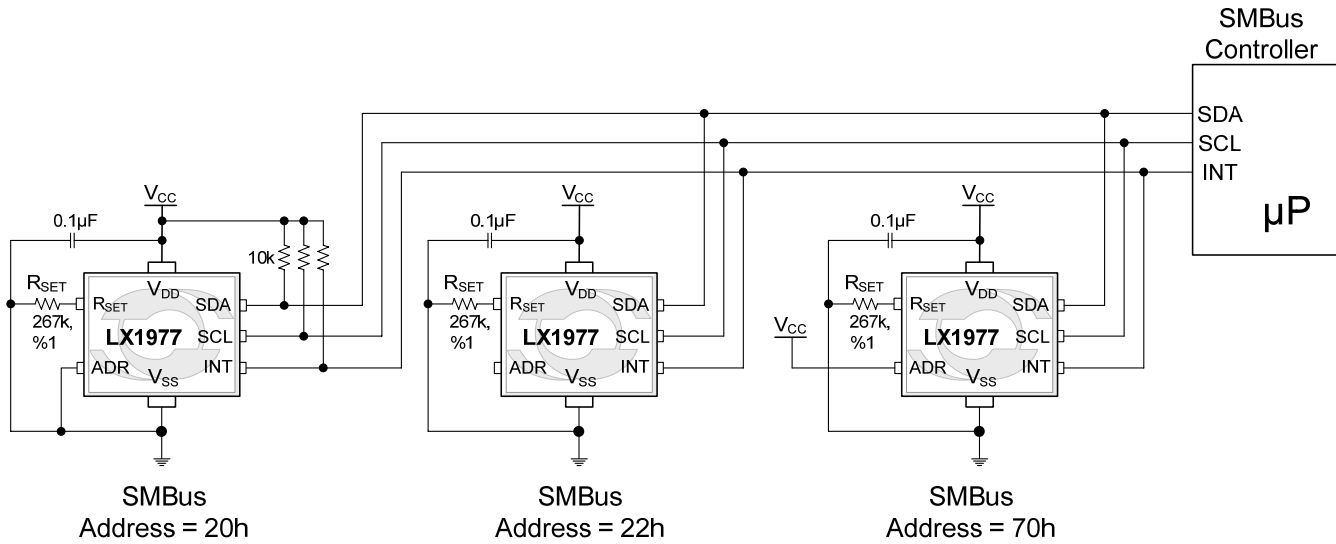 SMBus
Controller
SDA
SCL
INT
µP
VCC
0.1µF
10k
RSET
267k,
%1
RSET
VDD
SDA
LX1977
SCL
ADR
VSS
INT
SMBus
Address = 20h
VCC
0.1µF
RSET
267k,
%1
RSET
VDD
SDA
LX1977
SCL
ADR
VSS
INT
SMBus
Address = 22h
VCC
0.1µF
RSET
267k,
%1
VCC
RSET
VDD
SDA
LX1977
SCL
ADR
VSS
INT
SMBus
Address = 70h